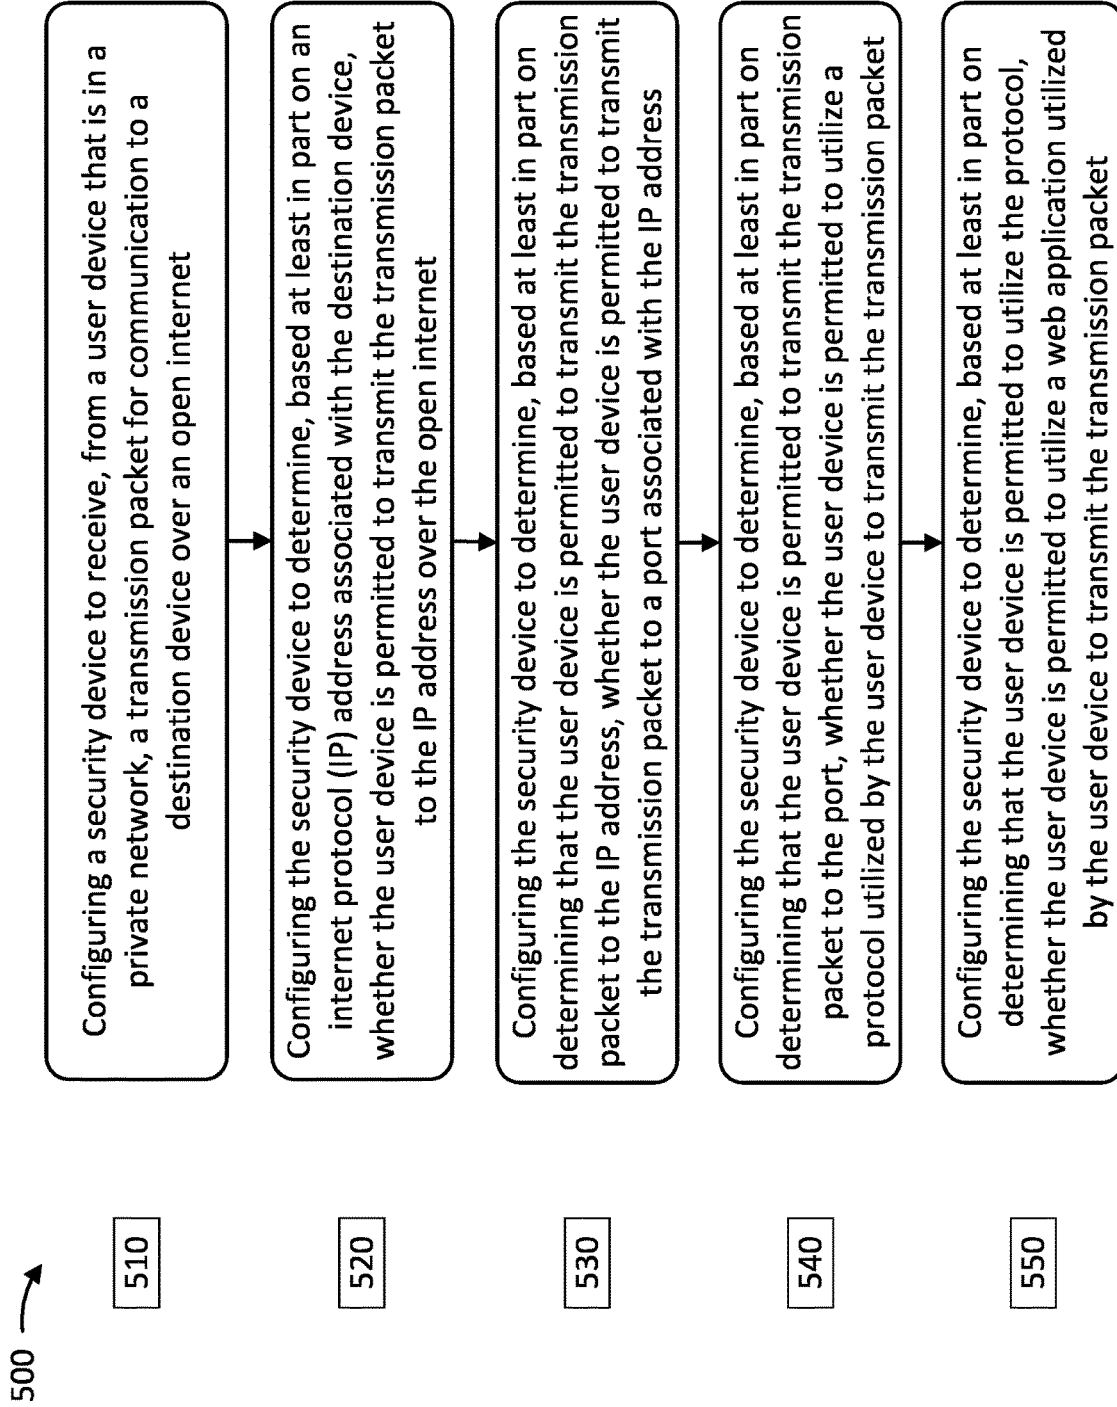 500
510
Configuring a security device to receive, from a user device that is in a
private network, a transmission packet for communication to a
destination device over an open internet
520
Configuring the security device to determine, based at least in part on an
internet protocol (IP) address associated with the destination device,
whether the user device is permitted to transmit the transmission packet
to the IP address over the open internet
530
Configuring the security device to determine, based at least in part on
determining that the user device is permitted to transmit the transmission
packet to the IP address, whether the user device is permitted to transmit
the transmission packet to a port associated with the IP address
540
Configuring the security device to determine, based at least in part on
determining that the user device is permitted to transmit the transmission
packet to the port, whether the user device is permitted to utilize a
protocol utilized by the user device to transmit the transmission packet
550
Configuring the security device to determine, based at least in part on
determining that the user device is permitted to utilize the protocol,
whether the user device is permitted to utilize a web application utilized
by the user device to transmit the transmission packet